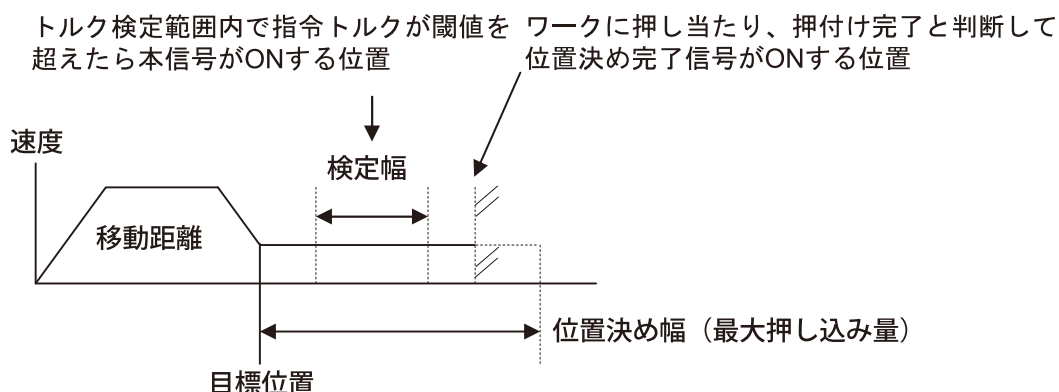 トルク検定範囲内で指令トルクが閾値を
超えたら本信号がONする位置
ワークに押し当たり、押付け完了と判断して
位置決め完了信号がONする位置
速度
検定幅
移動距離
位置決め幅（最大押し込み量）
目標位置